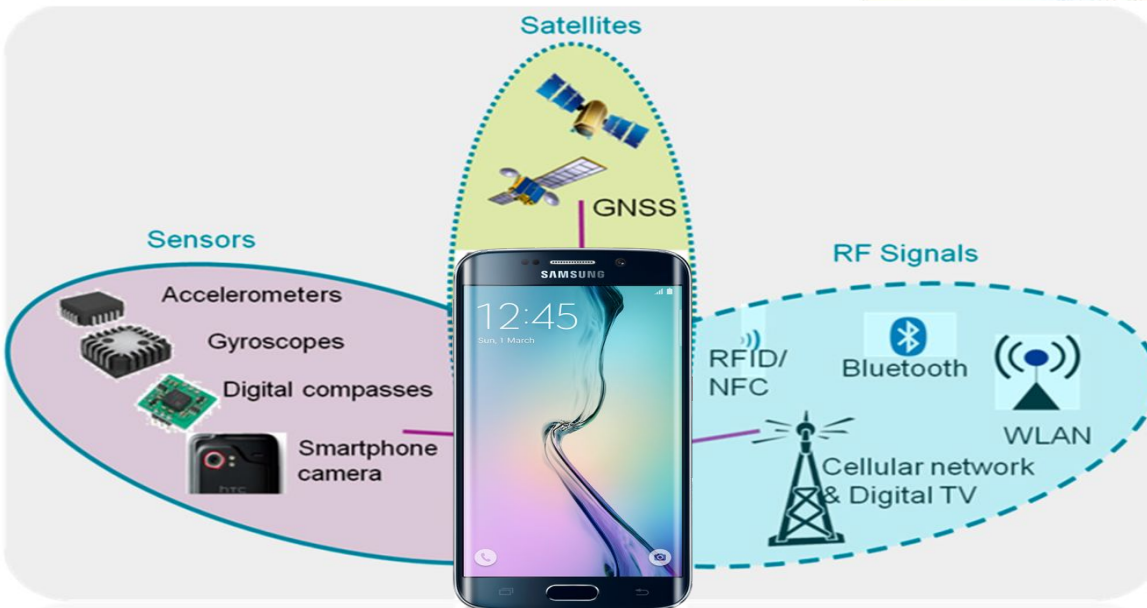 Satellites
GNSS
Sensors
Accelerometers
Gyroscopes
Digital compasses
Smartphone
camera
hTC
SAMSUNG
12:45
Sun, 1 March
RF Signals
RFID/
NFC
Bluetooth
WLAN
Cellular network
& Digital TV